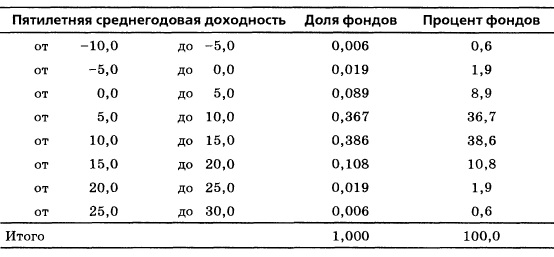 Пятилетняя среднегодовая доходность Доля фондов Процент фондов
от −10,0 до −5,0 0,006 0,6
от −5,0 до 0,0 0,019 1,9
от 0,0 до 5,0 0,089 8,9
от 5,0 до 10,0 0,367 36,7
от 10,0 до 15,0 0,386 38,6
от 15,0 до 20,0 0,108 10,8
от 20,0 до 25,0 0,019 1,9
от 25,0 до 30,0 0,006 0,6
Итого 1,000 100,0